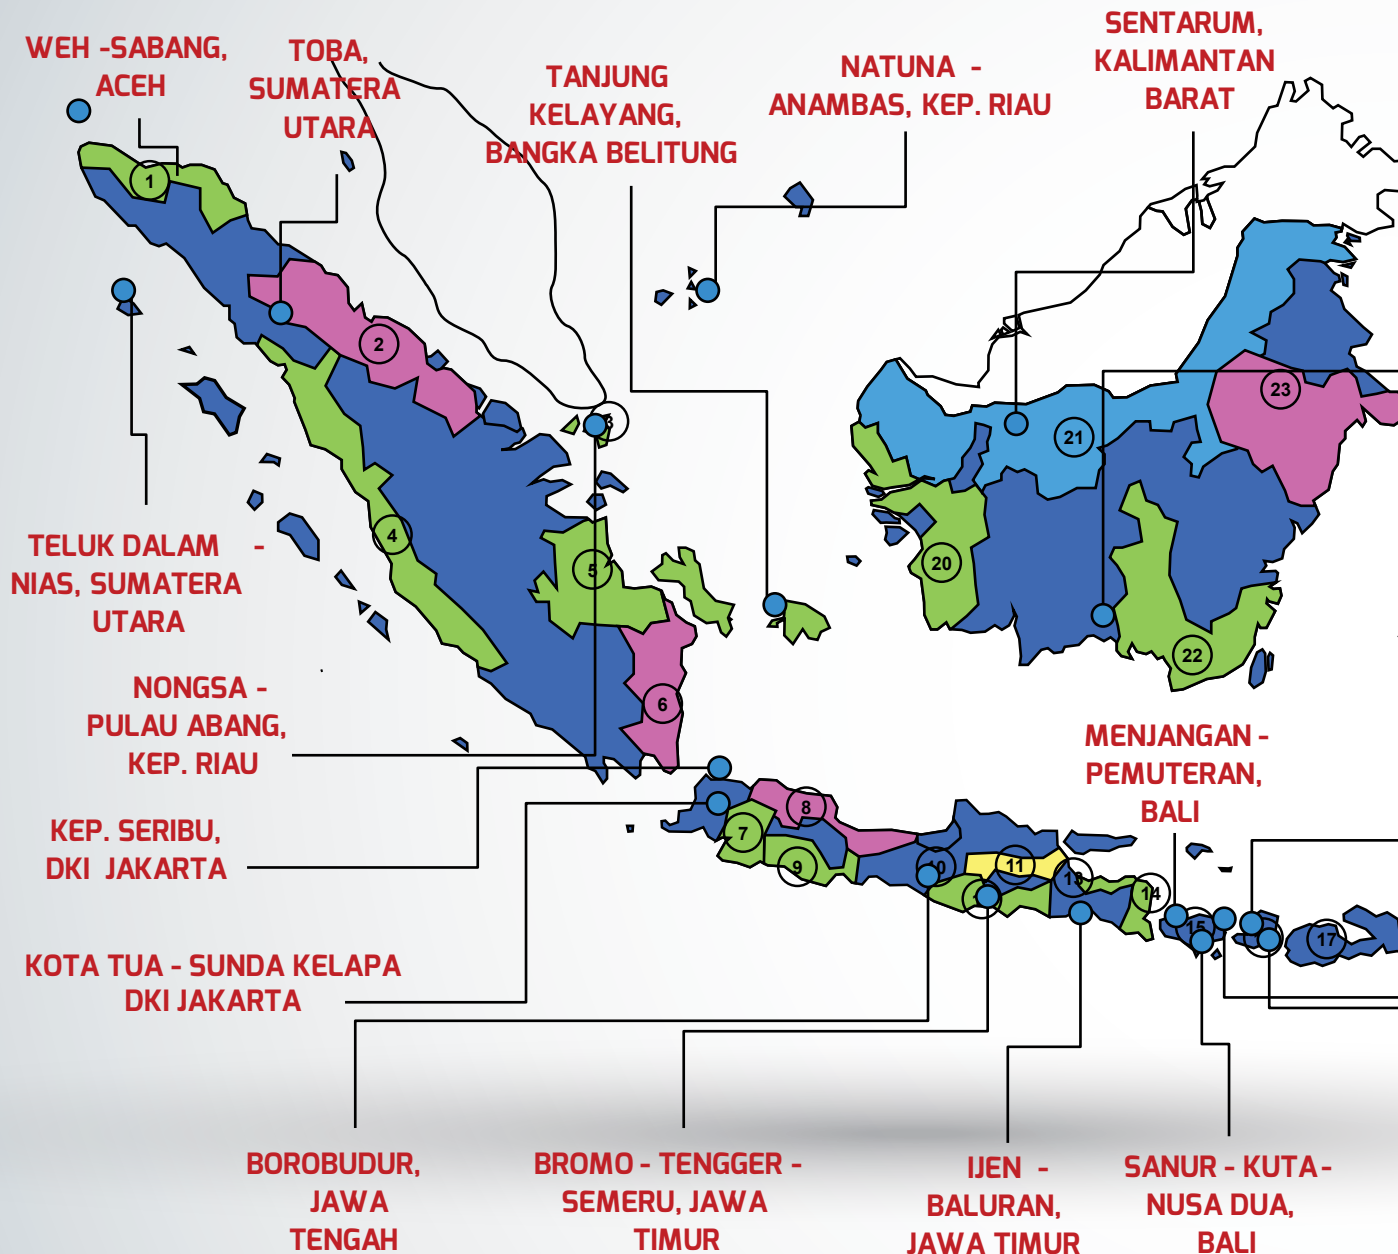 WEH -SABANG,
ACEH
TOBA,
SUMATERA
UTARA
TANJUNG
KELAYANG,
BANGKA BELITUNG
NATUNA -
ANAMBAS, KEP. RIAU
SENTARUM,
KALIMANTAN
BARAT
1
2
3
4
5
6
20
21
22
23
TELUK DALAM -
NIAS, SUMATERA
UTARA
NONGSA -
PULAU ABANG,
KEP. RIAU
KEP. SERIBU,
DKI JAKARTA
KOTA TUA - SUNDA KELAPA
DKI JAKARTA
MENJANGAN -
PEMUTERAN,
BALI
7
8
9
10
11
13
14
15
17
BOROBUDUR,
JAWA
TENGAH
BROMO - TENGGER -
SEMERU, JAWA
TIMUR
IJEN -
BALURAN,
JAWA TIMUR
SANUR - KUTA-
NUSA DUA,
BALI